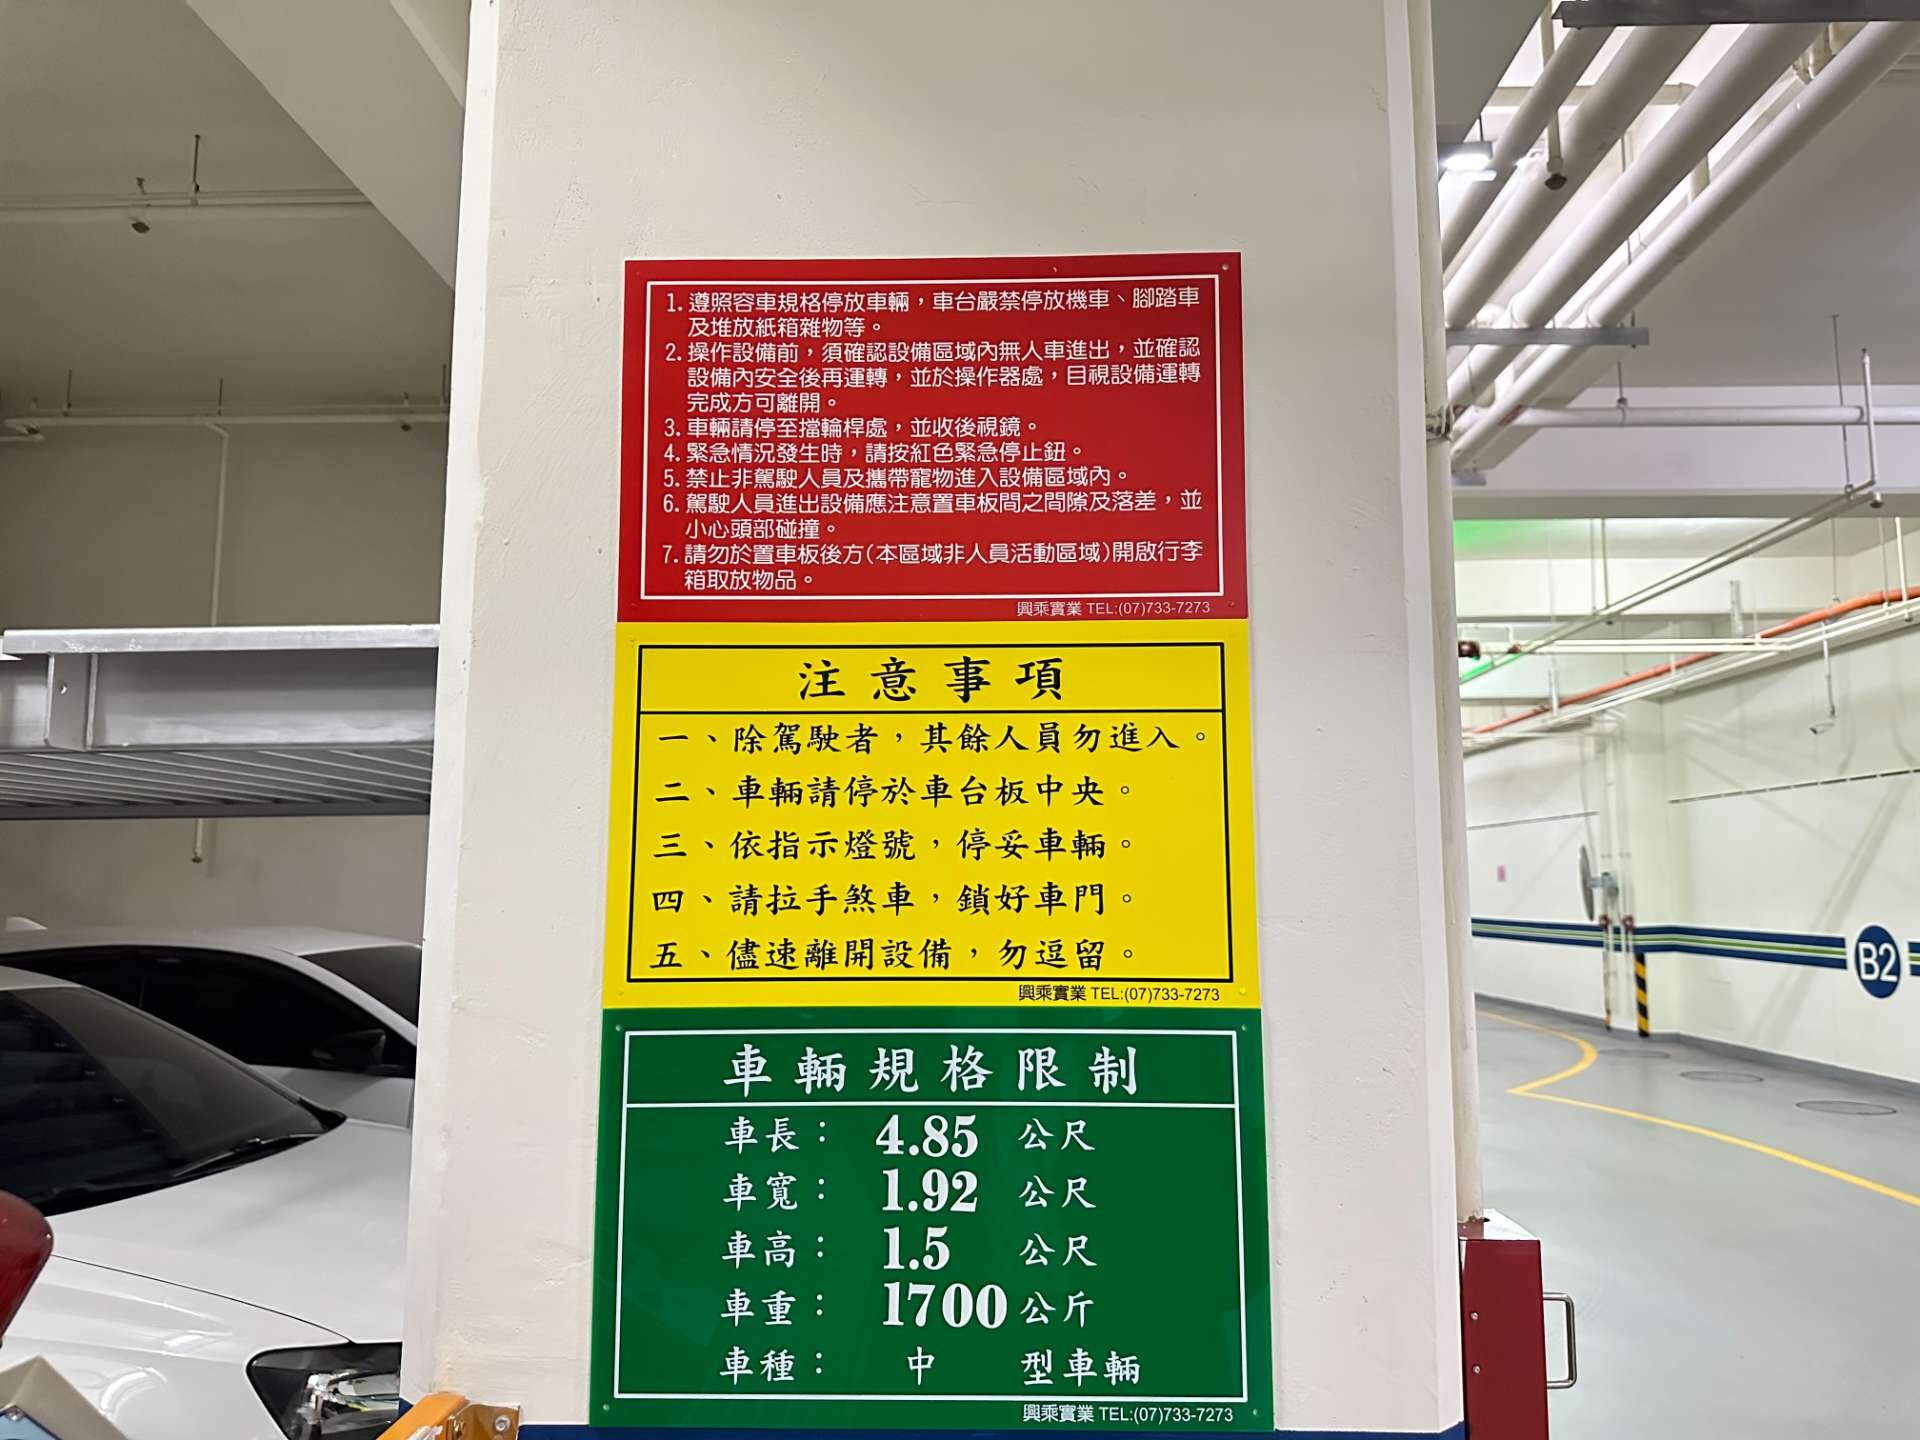 1. 遵照容車規格停放車輛，車台嚴禁停放機車、腳踏車
及堆放紙箱雜物等。
2. 操作設備前，須確認設備區域內無人車進出，並確認
設備內安全後再運轉，並於操作器處，目視設備運轉
完成方可離開。
3. 車輛請停至擋輪桿處，並收後視鏡。
4. 緊急情況發生時，請按紅色緊急停止鈕。
5. 禁止非駕駛人員及攜帶寵物進入設備區域內。
6. 駕駛人員進出設備應注意置車板間之間隙及落差，並
小心頭部碰撞。
7. 請勿於置車板後方(本區域非人員活動區域)開啟行李
箱取放物品。
興乘實業 TEL:(07)733-7273
注意事項
一、除駕駛者，其餘人員勿進入。
二、車輛請停於車台板中央。
三、依指示燈號，停妥車輛。
四、請拉手煞車，鎖好車門。
五、儘速離開設備，勿逗留。
興乘實業 TEL:(07)733-7273
車輛規格限制
車長： 4.85 公尺
車寬： 1.92 公尺
車高： 1.5 公尺
車重： 1700 公斤
車種： 中 型車輛
興乘實業 TEL:(07)733-7273
B2